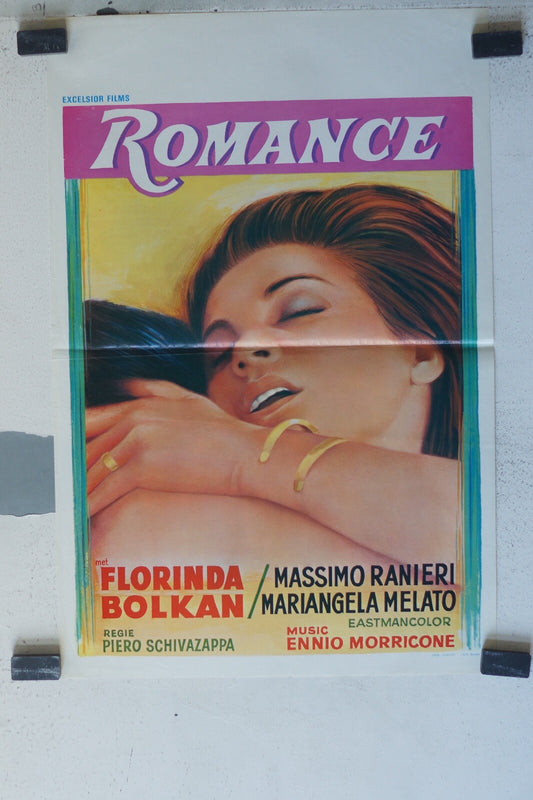 EXCELSIOR FILMS
ROMANCE
met
FLORINDA BOLKAN / MASSIMO RANIERI
MARIANGELA MELATO
EASTMANCOLOR
REGIE
PIERO SCHIVAZAPPA
MUSIC
ENNIO MORRICONE